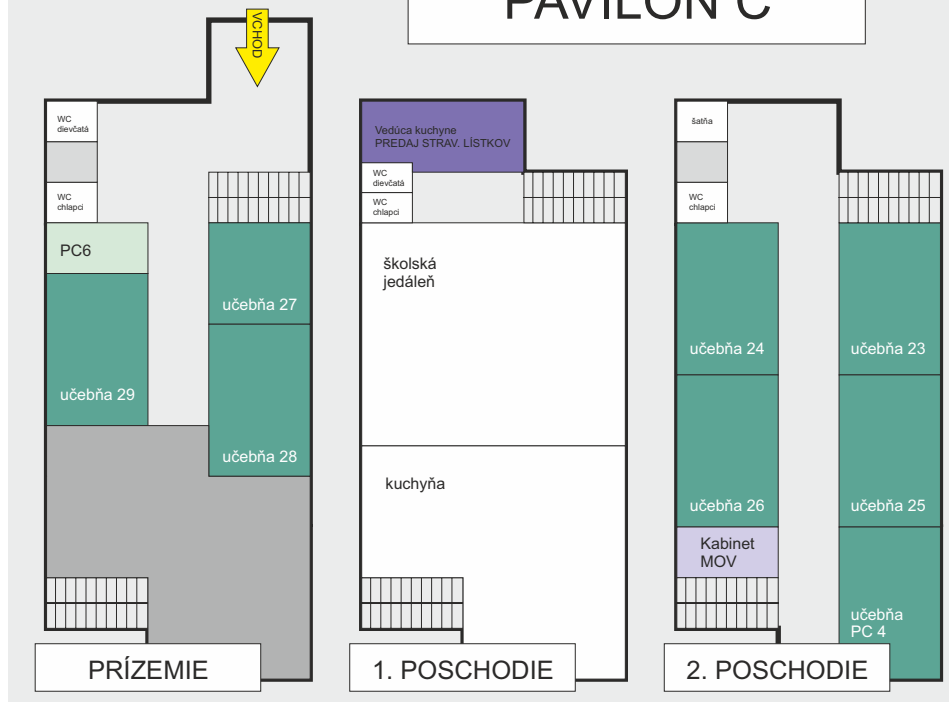 PAVILÓN C
VCHOD
WC
dievčatá
WC
chlapci
PC6
učebňa 27
učebňa 29
učebňa 28
PRÍZEMIE
Vedúca kuchyne
PREDAJ STRAV. LÍSTKOV
WC
dievčatá
WC
chlapci
školská
jedáleň
kuchyňa
1. POSCHODIE
šatňa
WC
chlapci
učebňa 24
učebňa 23
učebňa 26
učebňa 25
Kabinet
MOV
učebňa
PC 4
2. POSCHODIE